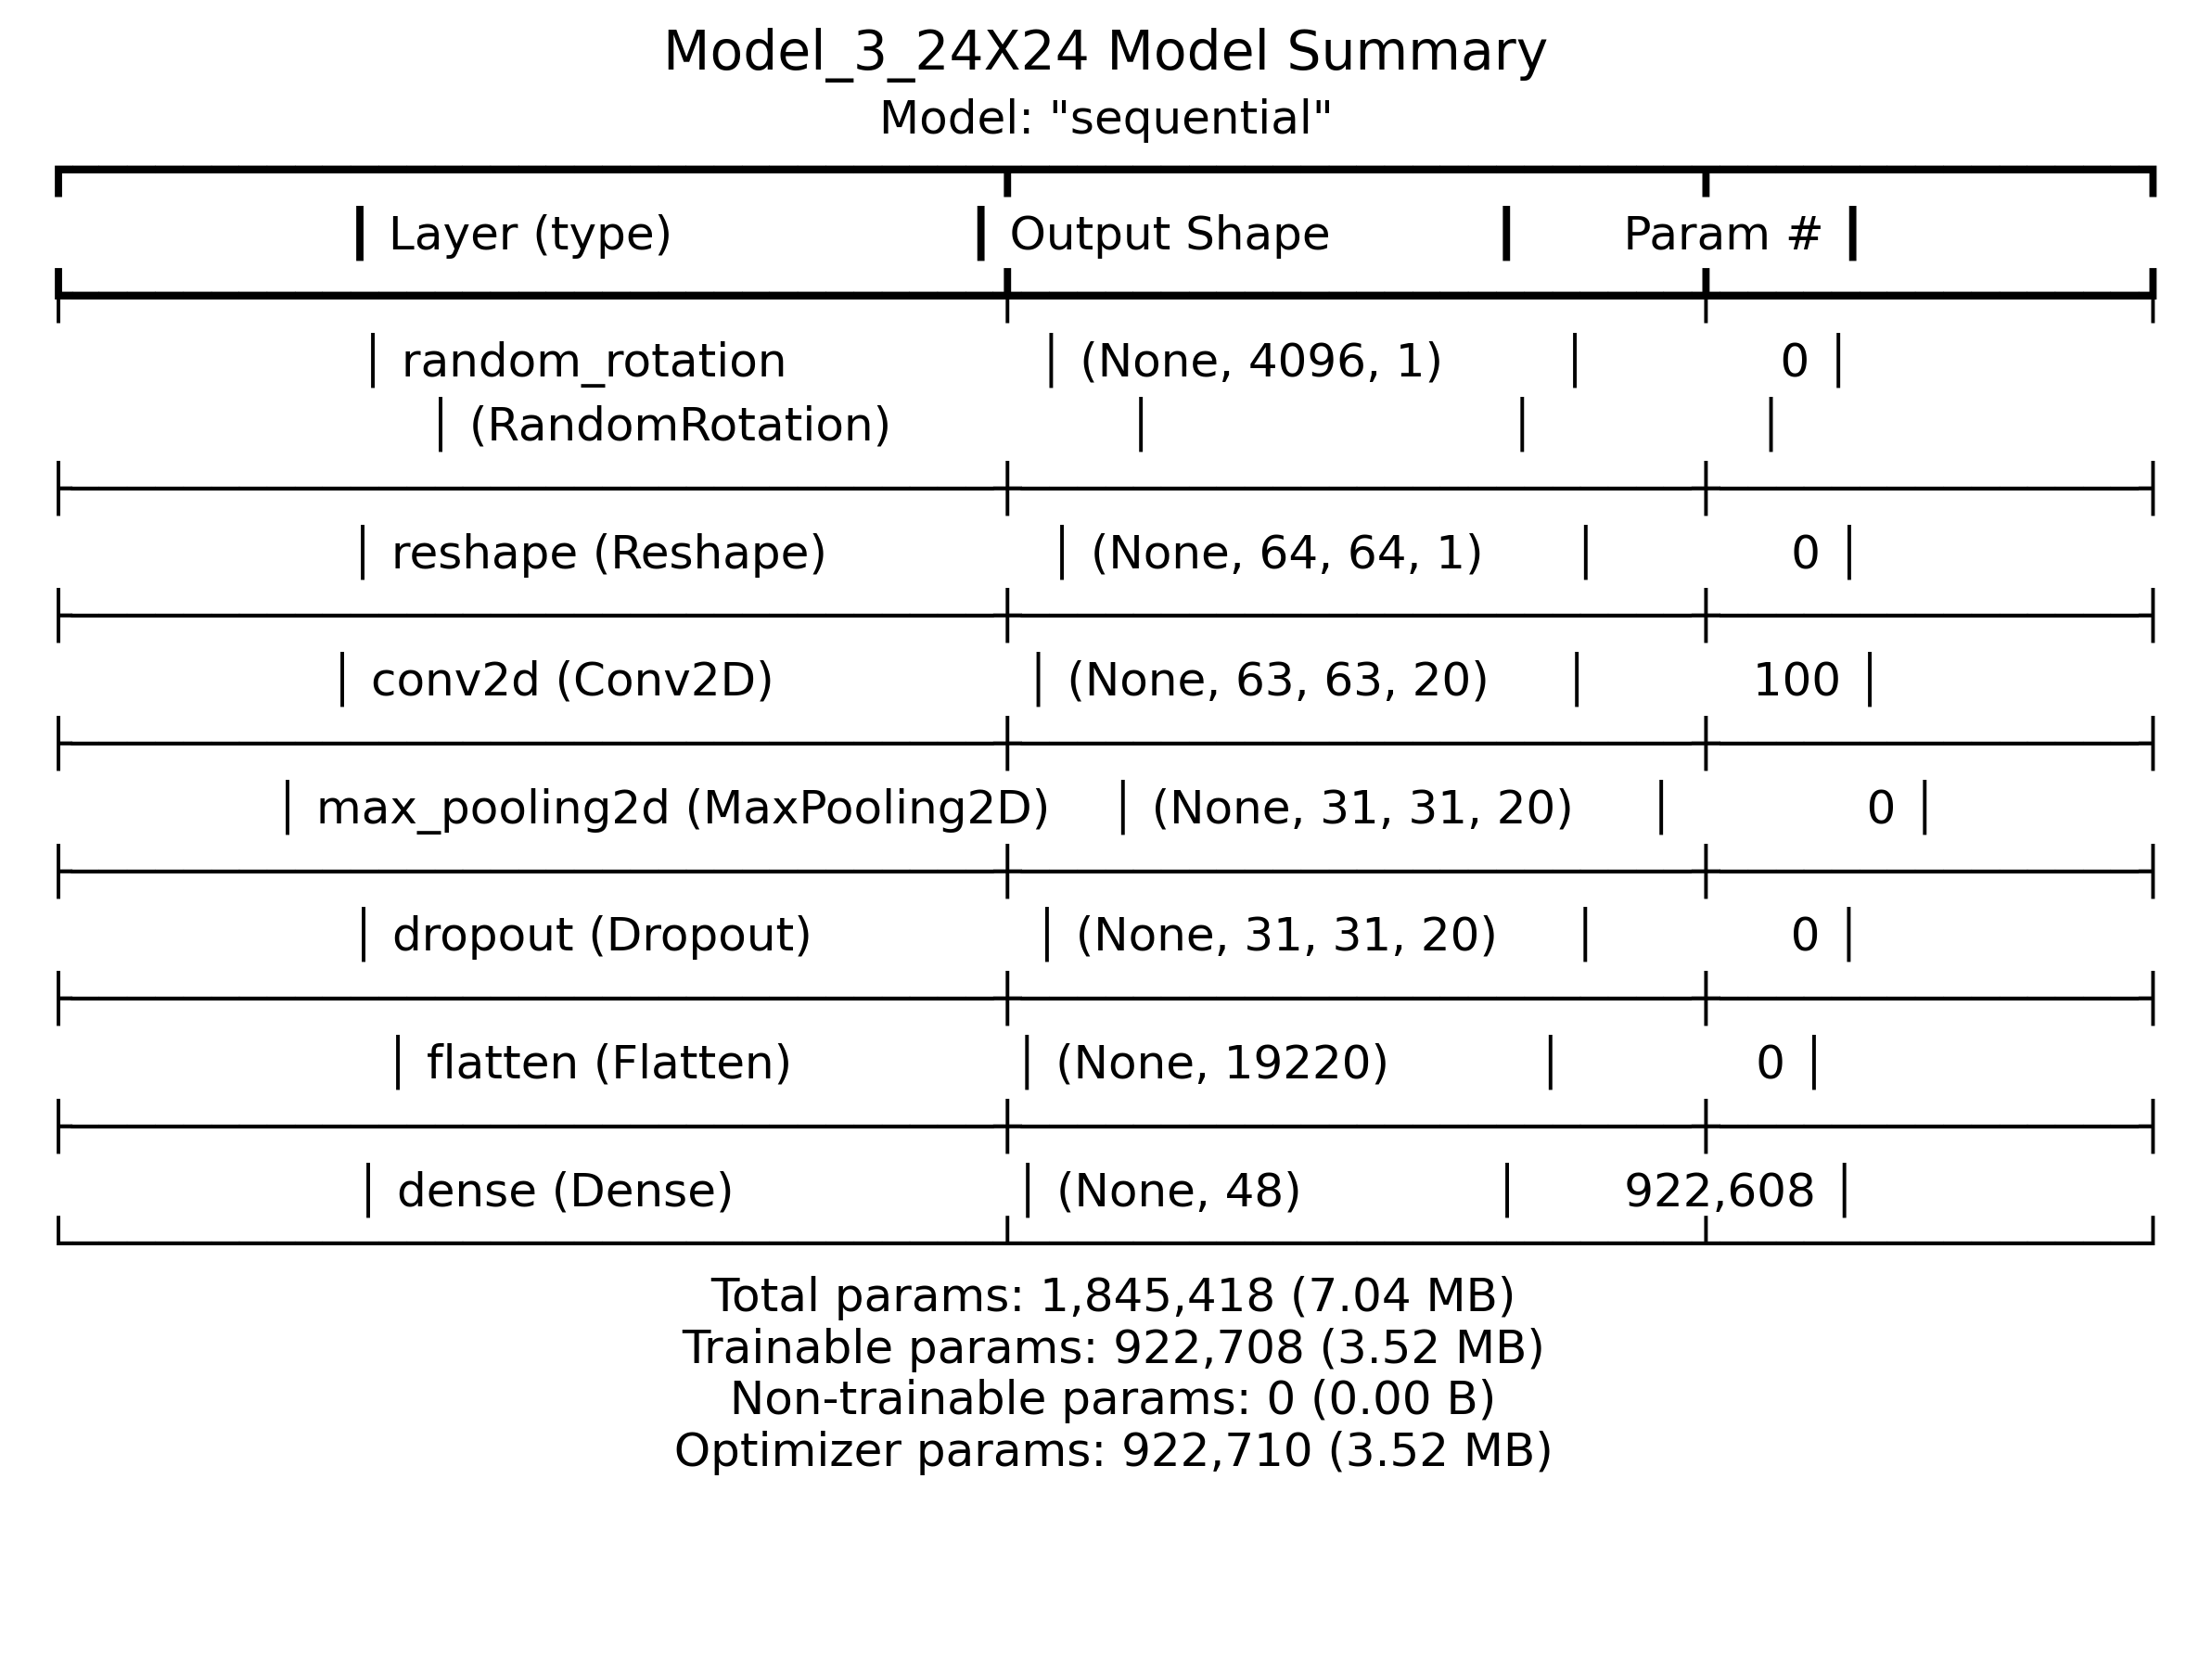 Model_3_24X24 Model Summary
Model: "sequential"
┃ Layer (type) ┃ Output Shape ┃ Param # ┃
│ random_rotation │ (None, 4096, 1) │ 0 │
│ (RandomRotation) │ │ │
│ reshape (Reshape) │ (None, 64, 64, 1) │ 0 │
│ conv2d (Conv2D) │ (None, 63, 63, 20) │ 100 │
│ max_pooling2d (MaxPooling2D) │ (None, 31, 31, 20) │ 0 │
│ dropout (Dropout) │ (None, 31, 31, 20) │ 0 │
│ flatten (Flatten) │ (None, 19220) │ 0 │
│ dense (Dense) │ (None, 48) │ 922,608 │
Total params: 1,845,418 (7.04 MB)
Trainable params: 922,708 (3.52 MB)
Non-trainable params: 0 (0.00 B)
Optimizer params: 922,710 (3.52 MB)